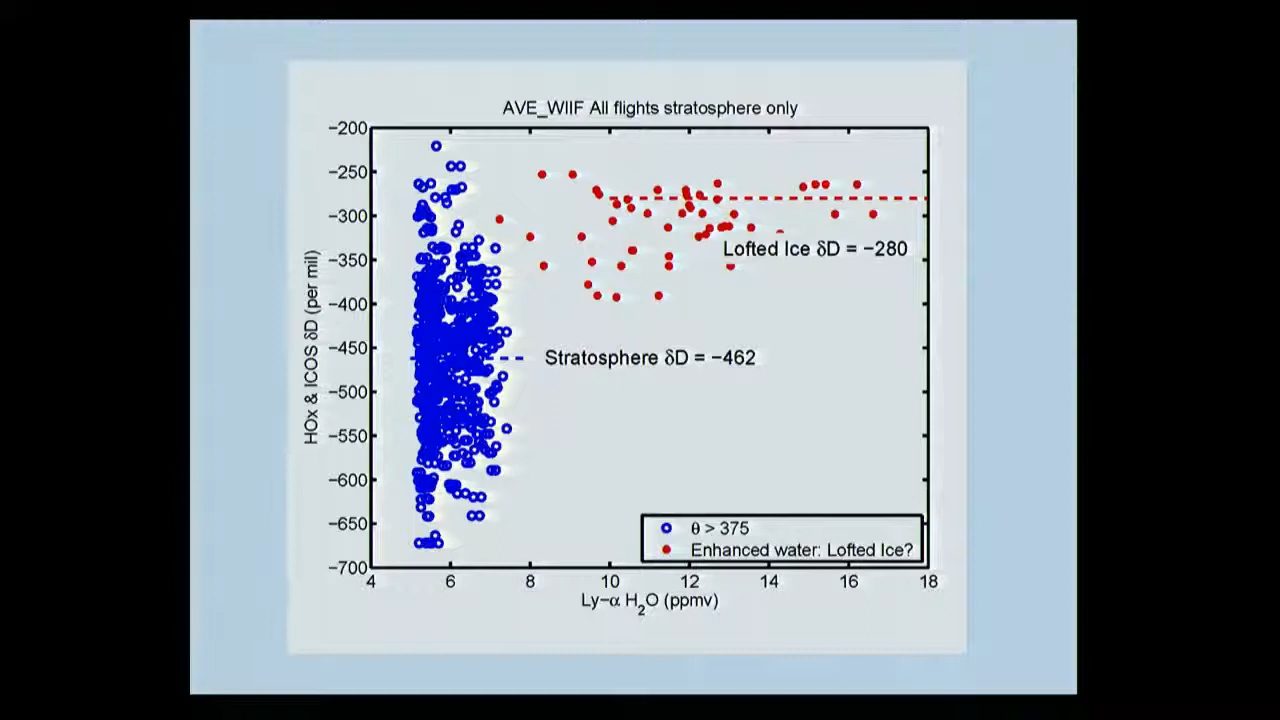 AVE_WIIF All flights stratosphere only
−200
−250
−300
−350
−400
−450
−500
−550
−600
−650
−700
HOx & ICOS δD (per mil)
Lofted Ice δD = −280
Stratosphere δD = −462
θ > 375
Enhanced water: Lofted Ice?
4 6 8 10 12 14 16 18
Ly−α H₂O (ppmv)